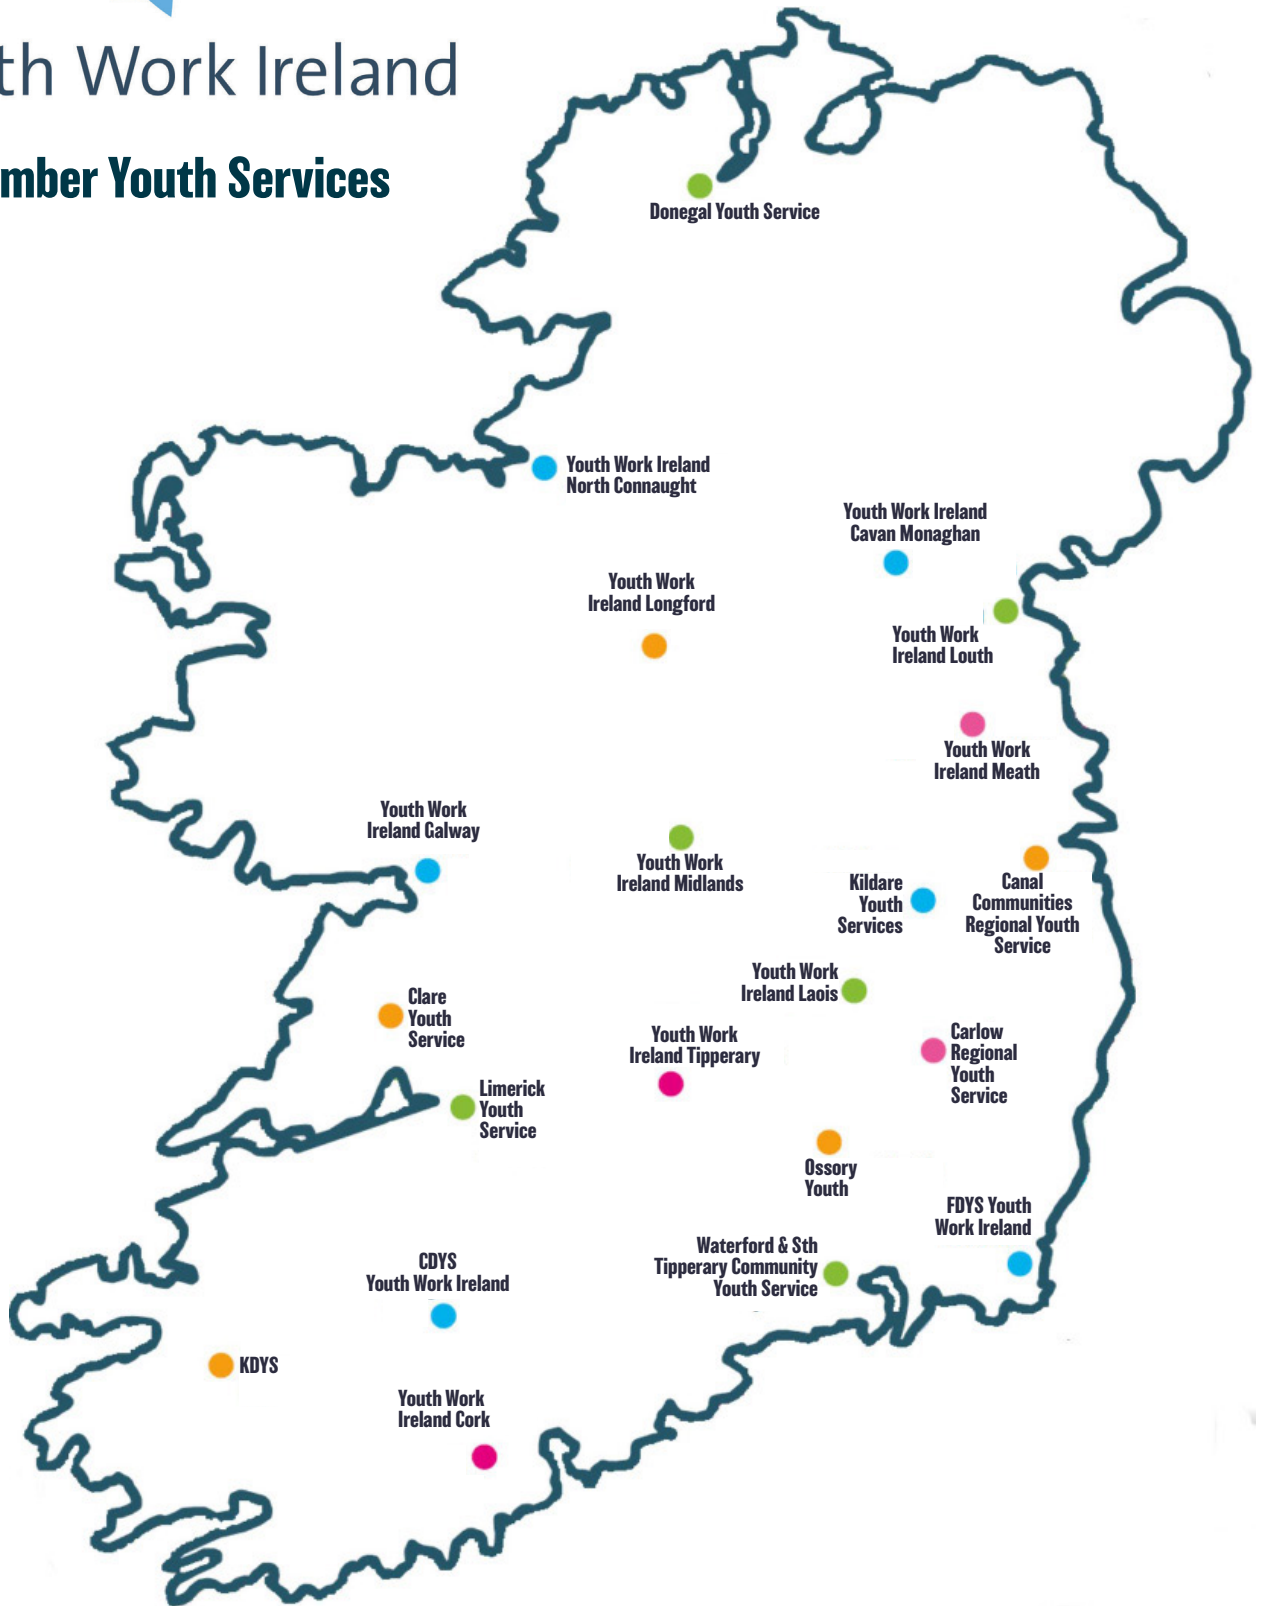 th Work Ireland
mber Youth Services
Donegal Youth Service
Youth Work Ireland
North Connaught
Youth Work Ireland
Cavan Monaghan
Youth Work
Ireland Longford
Youth Work
Ireland Louth
Youth Work
Ireland Meath
Youth Work
Ireland Galway
Youth Work
Ireland Midlands
Kildare
Youth
Services
Canal
Communities
Regional Youth
Service
Youth Work
Ireland Laois
Clare
Youth
Service
Youth Work
Ireland Tipperary
Carlow
Regional
Youth
Service
Limerick
Youth
Service
Ossory
Youth
FDYS Youth
Work Ireland
Waterford & Sth
Tipperary Community
Youth Service
CDYS
Youth Work Ireland
KDYS
Youth Work
Ireland Cork